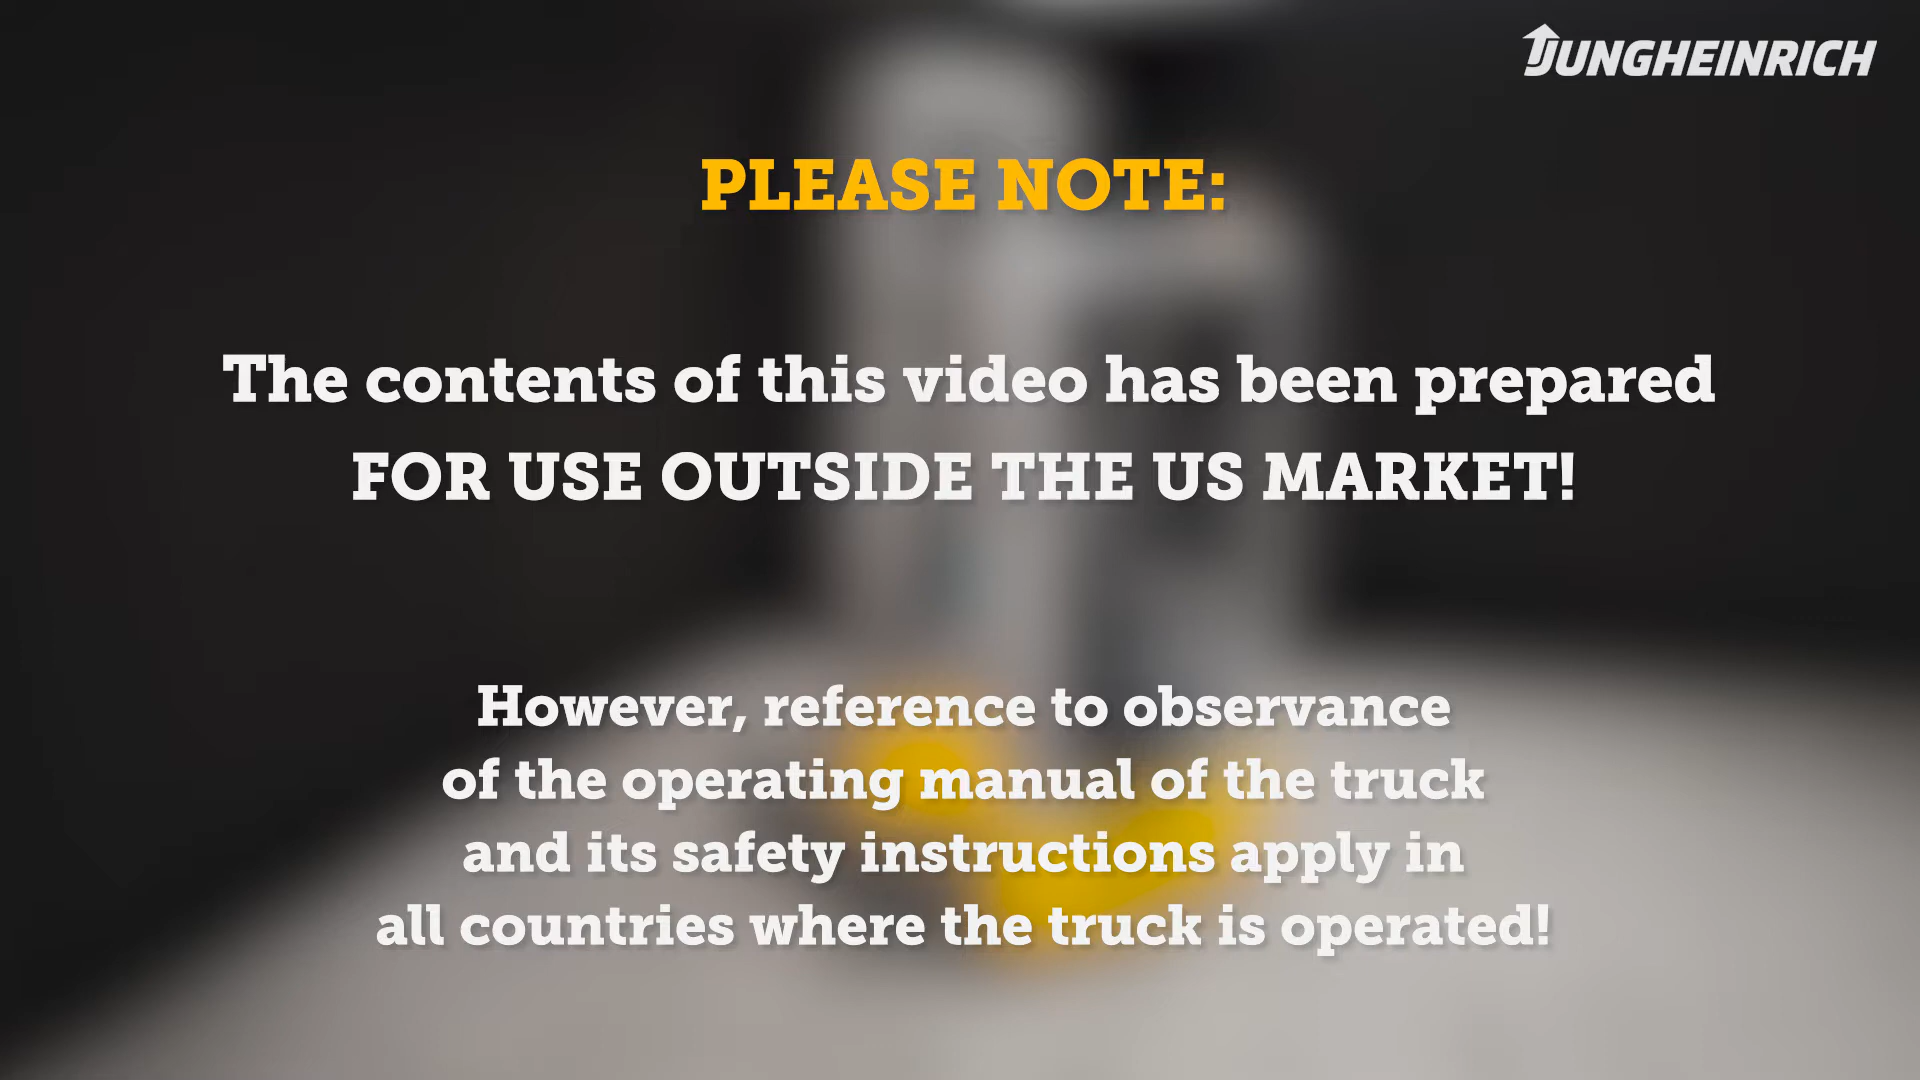 JUNGHEINRICH
PLEASE NOTE:
The contents of this video has been prepared
FOR USE OUTSIDE THE US MARKET!
However, reference to observance
of the operating manual of the truck
and its safety instructions apply in
all countries where the truck is operated!